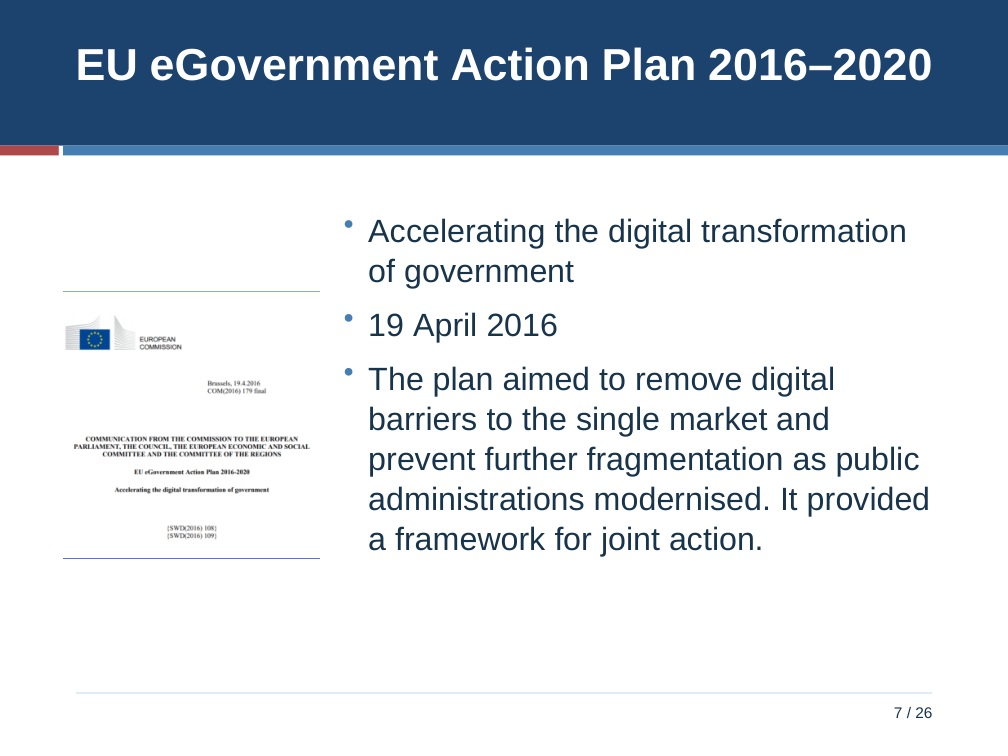 EU eGovernment Action Plan 2016–2020
• Accelerating the digital transformation
of government
• 19 April 2016
• The plan aimed to remove digital
barriers to the single market and
prevent further fragmentation as public
administrations modernised. It provided
a framework for joint action.
EUROPEAN
COMMISSION
Brussels, 19.4.2016
COM(2016) 179 final
COMMUNICATION FROM THE COMMISSION TO THE EUROPEAN
PARLIAMENT, THE COUNCIL, THE EUROPEAN ECONOMIC AND SOCIAL
COMMITTEE AND THE COMMITTEE OF THE REGIONS
EU eGovernment Action Plan 2016-2020
Accelerating the digital transformation of government
{SWD(2016) 108}
{SWD(2016) 109}
7 / 26